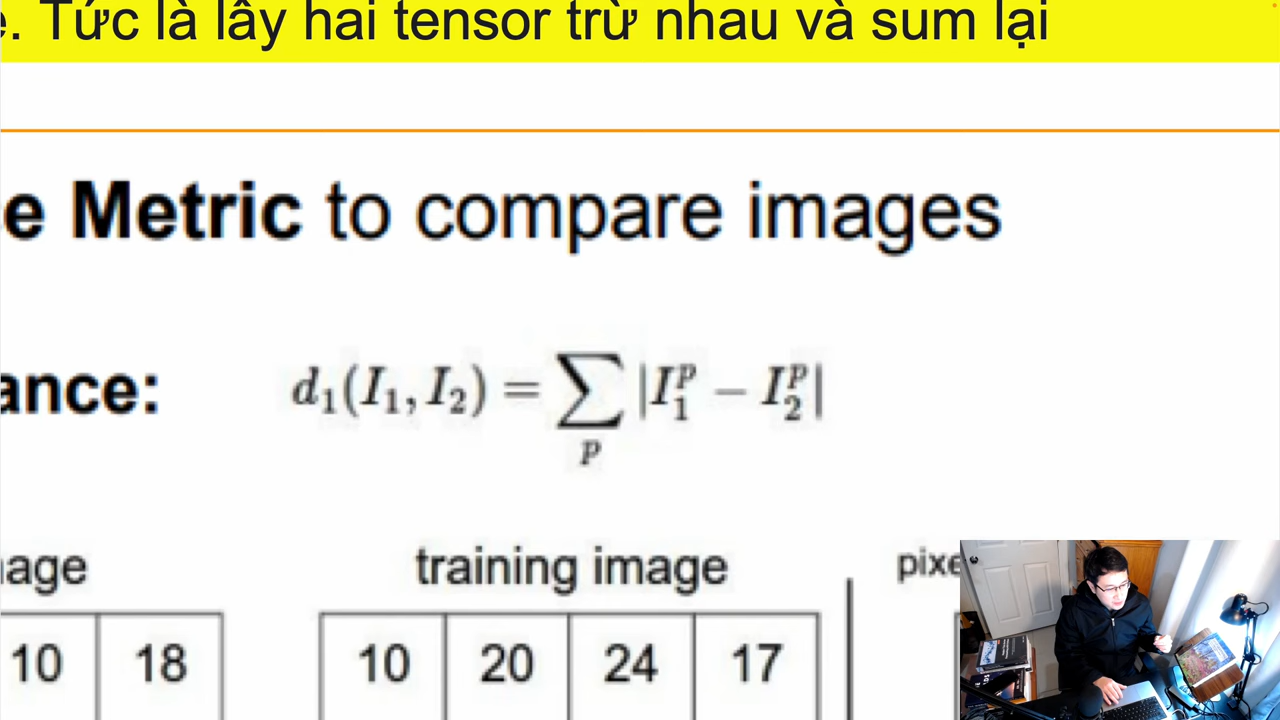 e. Tức là lấy hai tensor trừ nhau và sum lại
e Metric to compare images
ance: d₁(I₁, I₂) = ∑ₚ |I₁ᵖ − I₂ᵖ|
age training image pixe
10 18 10 20 24 17